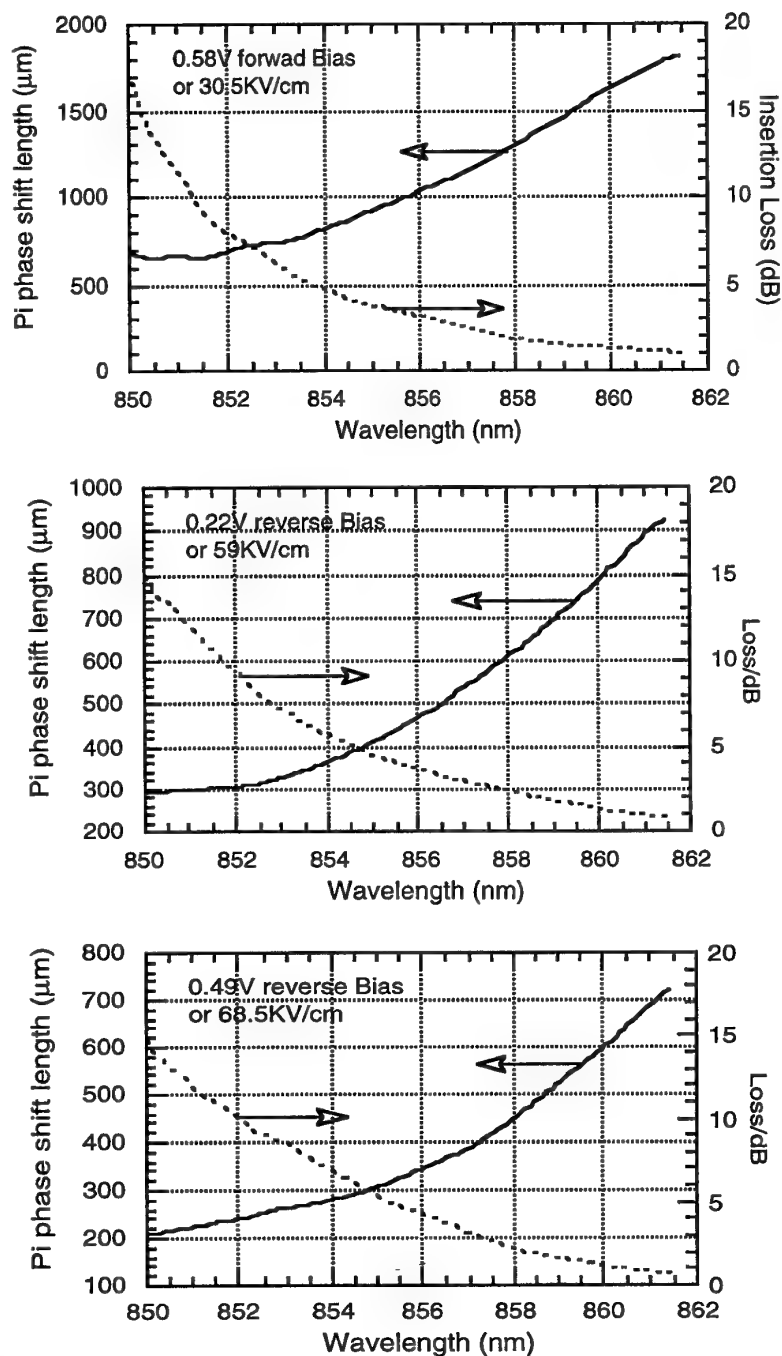 2000
1500
1000
500
0
Pi phase shift length (μm)
0.58V forwad Bias
or 30.5KV/cm
20
15
10
5
0
Insertion Loss (dB)
850 852 854 856 858 860 862
Wavelength (nm)
1000
900
800
700
600
500
400
300
200
Pi phase shift length (μm)
0.22V reverse Bias
or 59KV/cm
20
15
10
5
0
Loss/dB
850 852 854 856 858 860 862
Wavelength (nm)
800
700
600
500
400
300
200
100
Pi phase shift length (μm)
0.49V reverse Bias
or 68.5KV/cm
20
15
10
5
0
Loss/dB
850 852 854 856 858 860 862
Wavelength (nm)